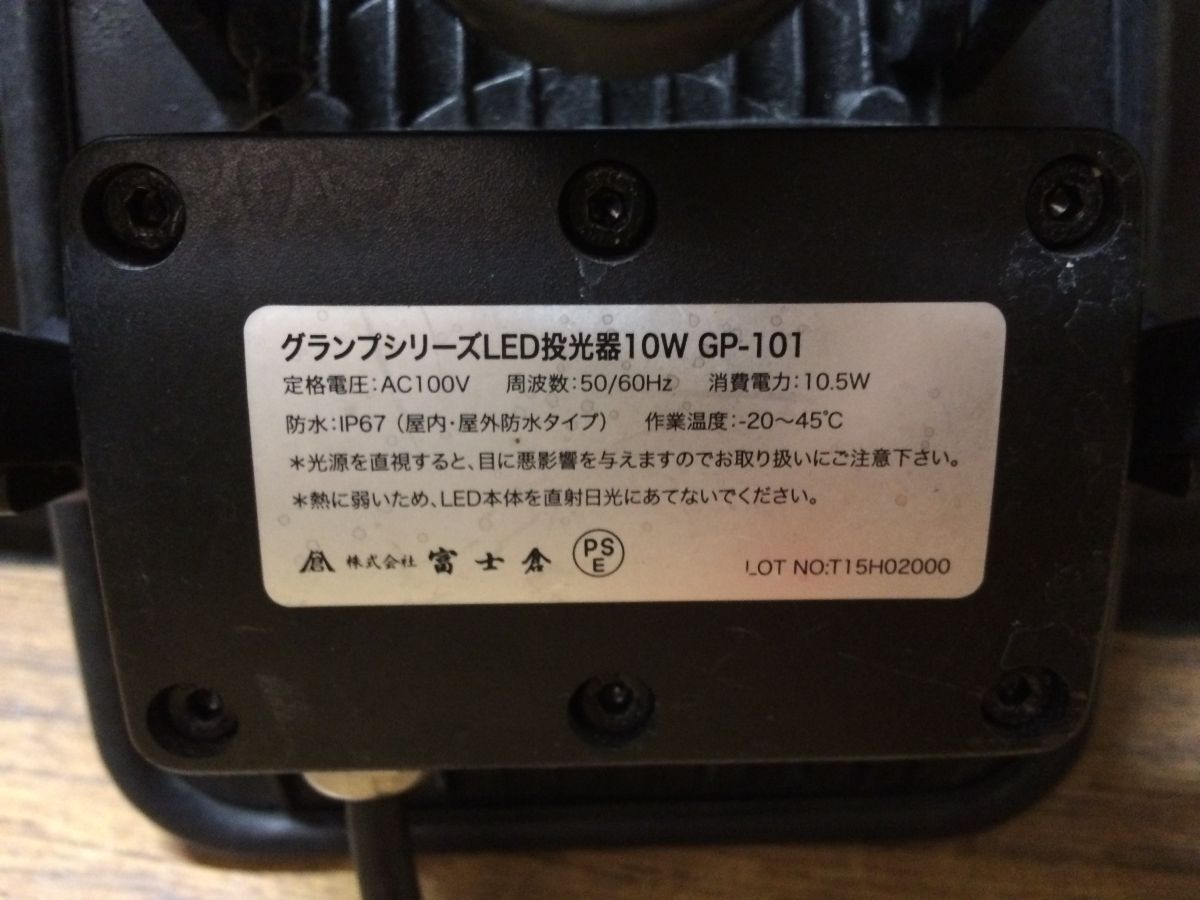 グランプシリーズLED投光器10W GP-101
定格電圧:AC100V 周波数:50/60Hz 消費電力:10.5W
防水:IP67(屋内・屋外防水タイプ) 作業温度:-20～45℃
*光源を直視すると、目に悪影響を与えますのでお取り扱いにご注意下さい。
*熱に弱いため、LED本体を直射日光にあてないでください。
株式会社 富士倉 PSE LOT NO:T15H02000